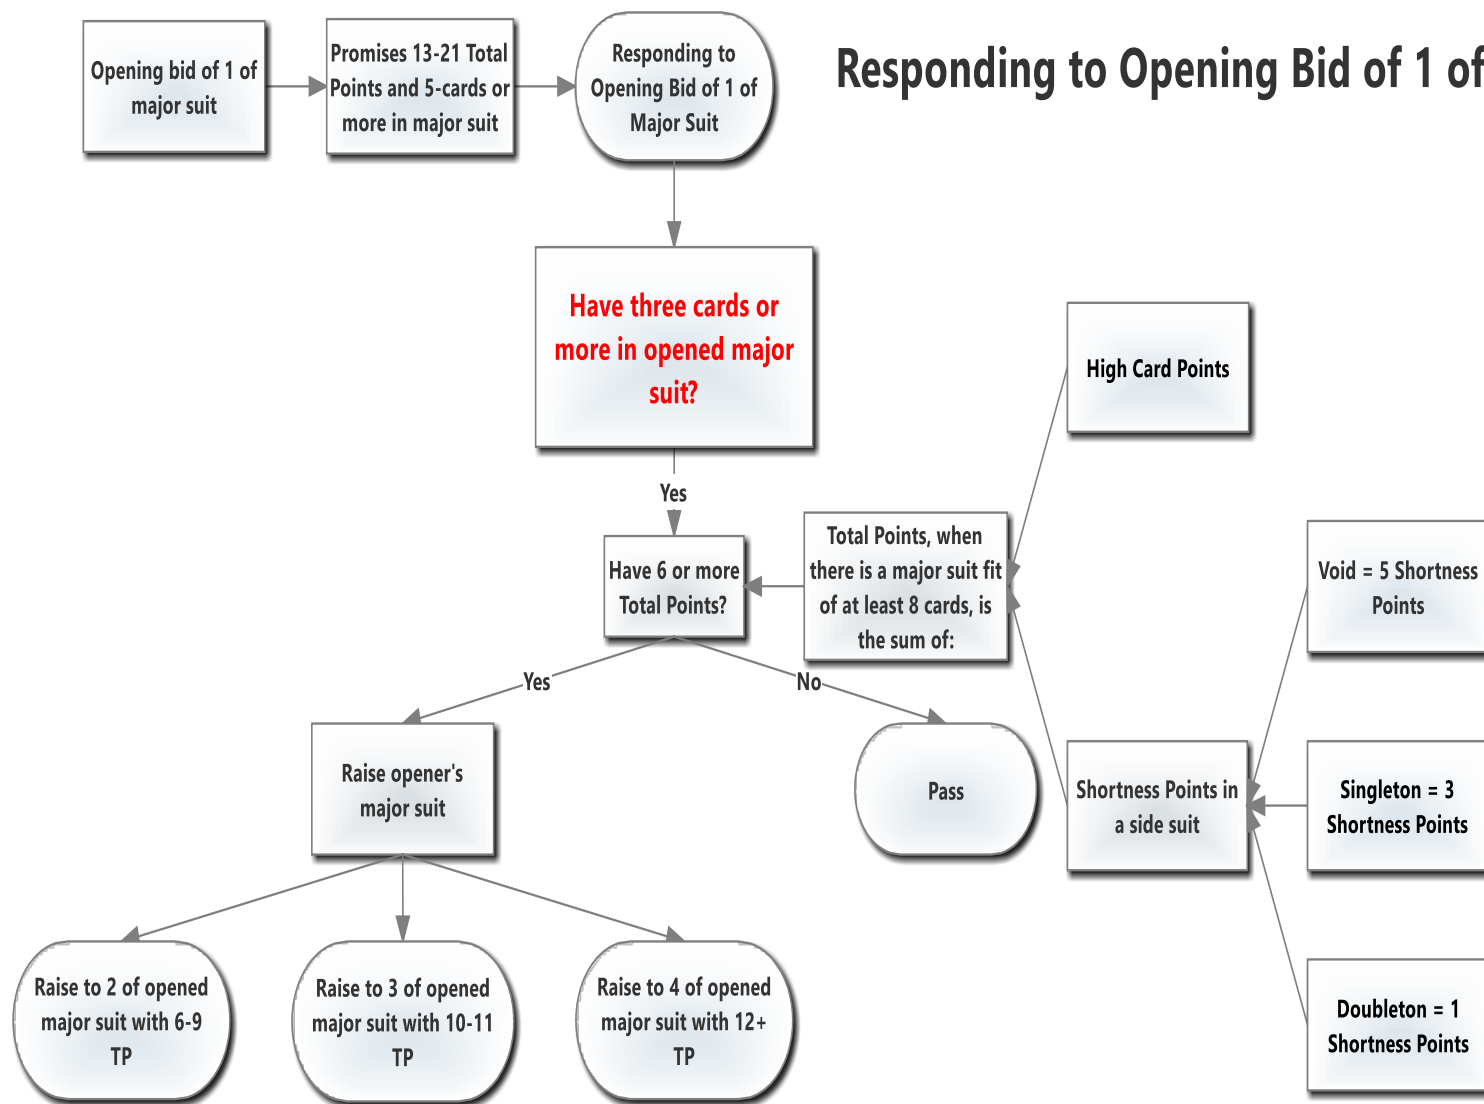 Responding to Opening Bid of 1 of
Opening bid of 1 of
major suit
Promises 13-21 Total
Points and 5-cards or
more in major suit
Responding to
Opening Bid of 1 of
Major Suit
Have three cards or
more in opened major
suit?
High Card Points
Yes
Have 6 or more
Total Points?
Total Points, when
there is a major suit fit
of at least 8 cards, is
the sum of:
Void = 5 Shortness
Points
Yes
No
Raise opener's
major suit
Pass
Shortness Points in
a side suit
Singleton = 3
Shortness Points
Raise to 2 of opened
major suit with 6-9
TP
Raise to 3 of opened
major suit with 10-11
TP
Raise to 4 of opened
major suit with 12+
TP
Doubleton = 1
Shortness Points